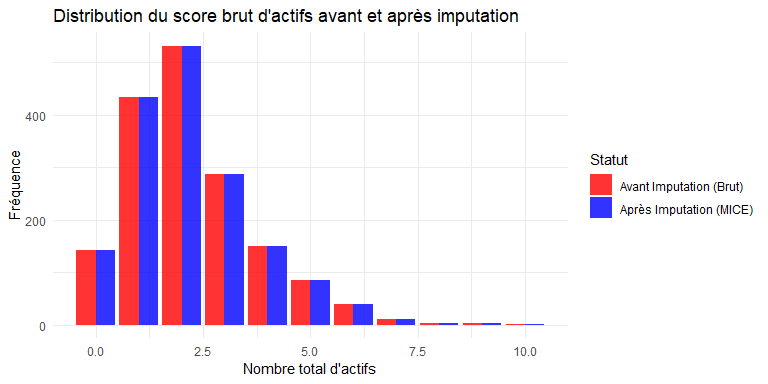 Distribution du score brut d'actifs avant et après imputation
Fréquence
400
200
0
0.0 2.5 5.0 7.5 10.0
Nombre total d'actifs
Statut
Avant Imputation (Brut)
Après Imputation (MICE)